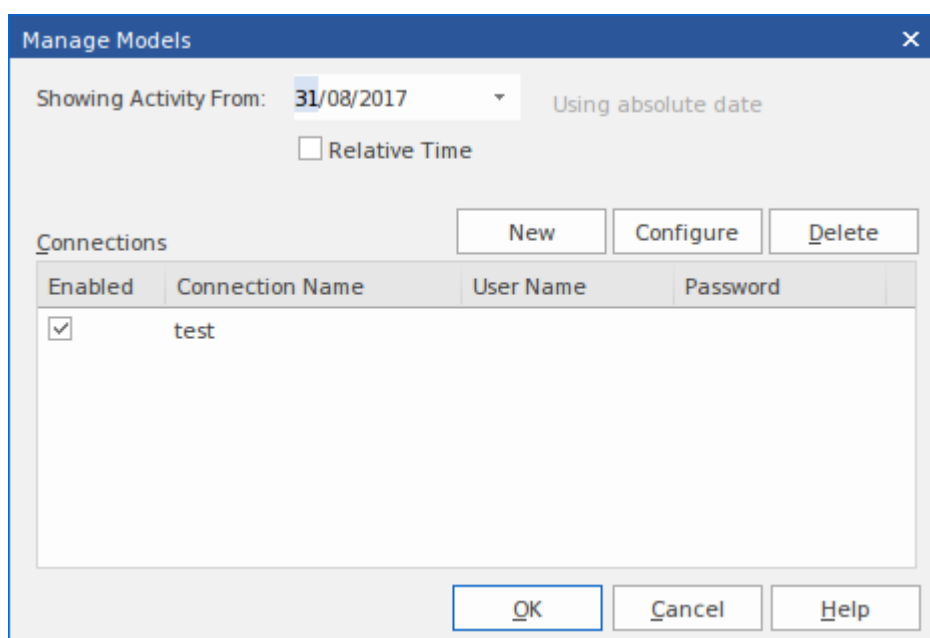 Manage Models
Showing Activity From: 31/08/2017 Using absolute date
Relative Time
Connections New Configure Delete
Enabled Connection Name User Name Password
test
OK Cancel Help